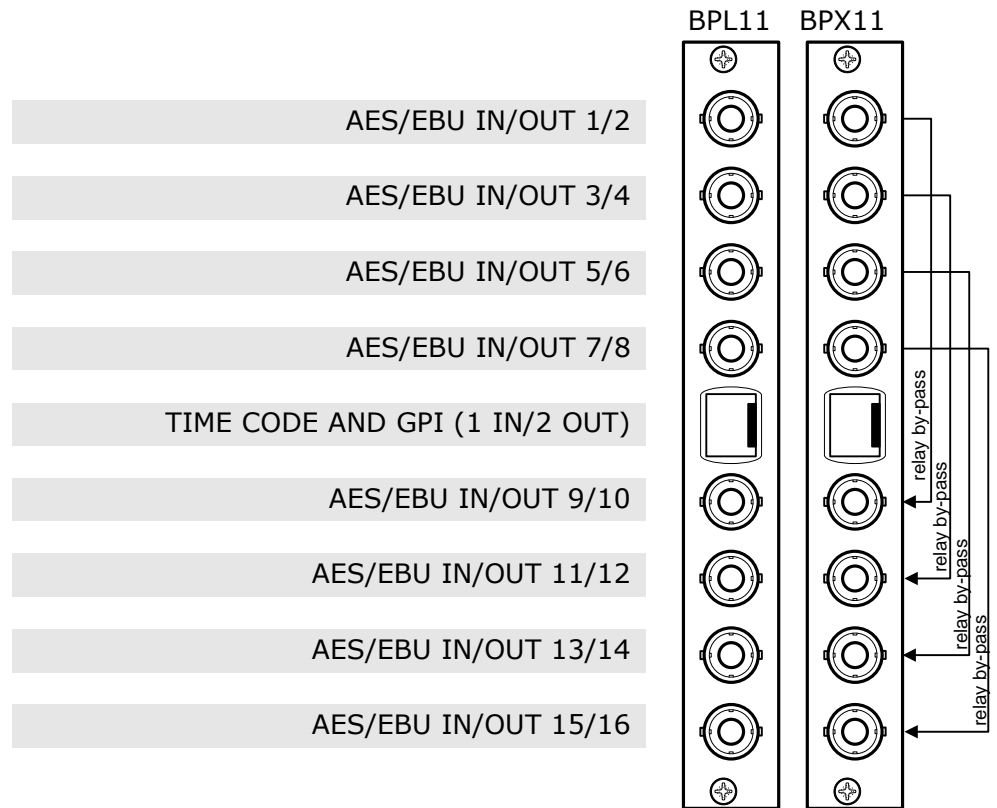 BPL11 BPX11
AES/EBU IN/OUT 1/2
AES/EBU IN/OUT 3/4
AES/EBU IN/OUT 5/6
AES/EBU IN/OUT 7/8
TIME CODE AND GPI (1 IN/2 OUT)
AES/EBU IN/OUT 9/10
AES/EBU IN/OUT 11/12
AES/EBU IN/OUT 13/14
AES/EBU IN/OUT 15/16
relay by-pass
relay by-pass
relay by-pass
relay by-pass